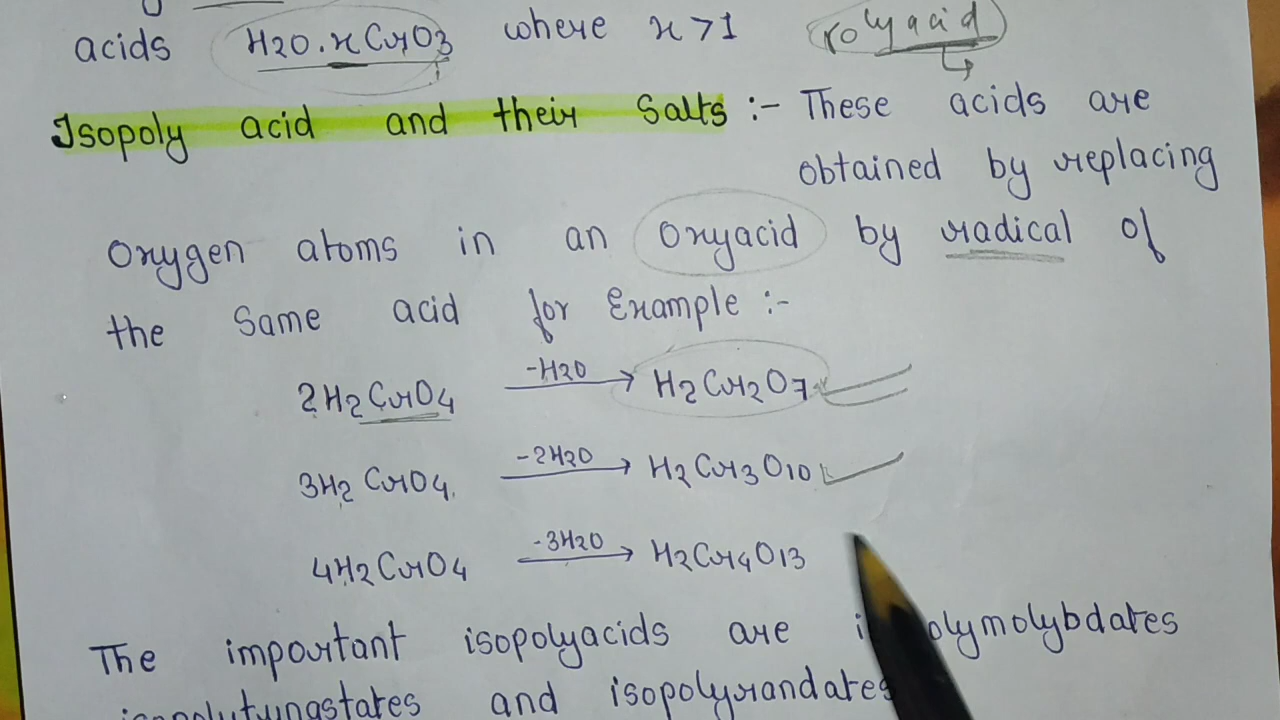 acids H2O.xCrO3 where x>1 Polyacid
Isopoly acid and their Salts :- These acids are
obtained by replacing
Oxygen atoms in an Oxyacid by radical of
the Same acid for Example :-
2H2CrO4 -H2O → H2Cr2O7
3H2CrO4. -2H2O → H2Cr3O10
4H2CrO4 -3H2O → H2Cr4O13
The important isopolyacids are
and